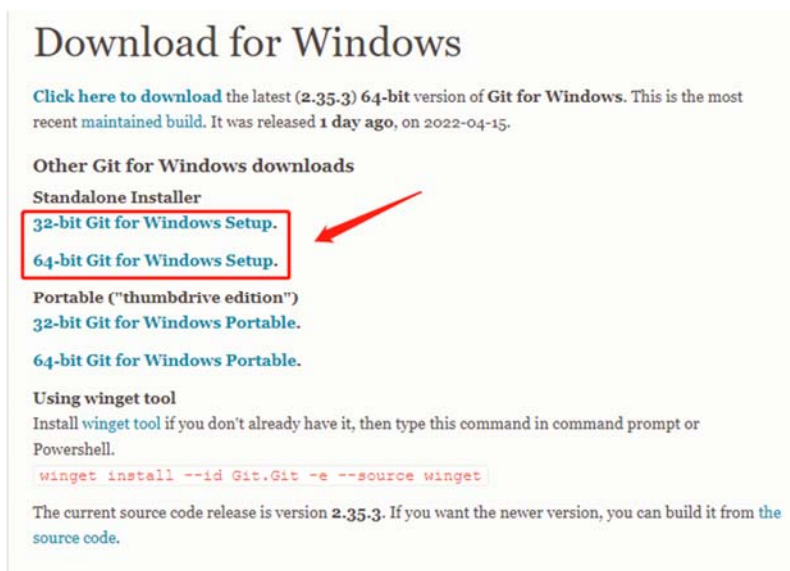 Download for Windows
Click here to download the latest (2.35.3) 64-bit version of Git for Windows. This is the most
recent maintained build. It was released 1 day ago, on 2022-04-15.
Other Git for Windows downloads
Standalone Installer
32-bit Git for Windows Setup.
64-bit Git for Windows Setup.
Portable ("thumbdrive edition")
32-bit Git for Windows Portable.
64-bit Git for Windows Portable.
Using winget tool
Install winget tool if you don't already have it, then type this command in command prompt or
Powershell.
winget install --id Git.Git -e --source winget
The current source code release is version 2.35.3. If you want the newer version, you can build it from the
source code.